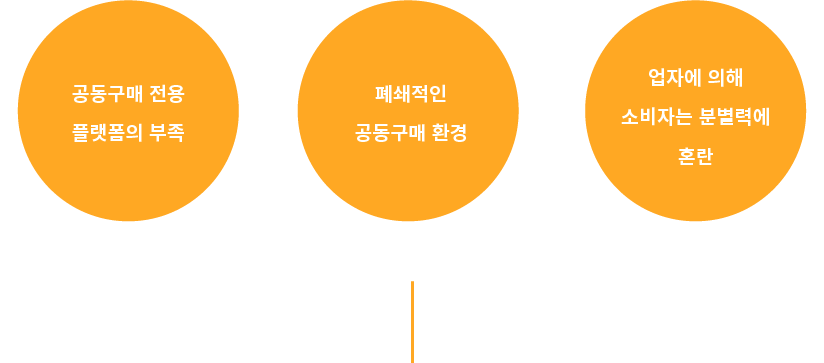 공동구매 전용
플랫폼의 부족
폐쇄적인
공동구매 환경
업자에 의해
소비자는 분별력에
혼란